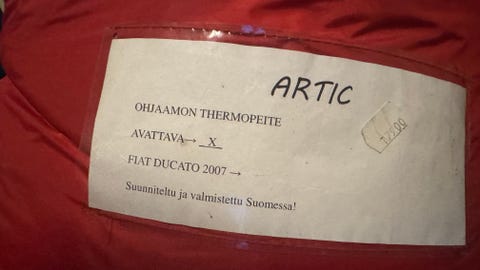 ARTIC
OHJAAMON THERMOPEITE
AVATTAVA→ X
FIAT DUCATO 2007 →
Suunniteltu ja valmistettu Suomessa!